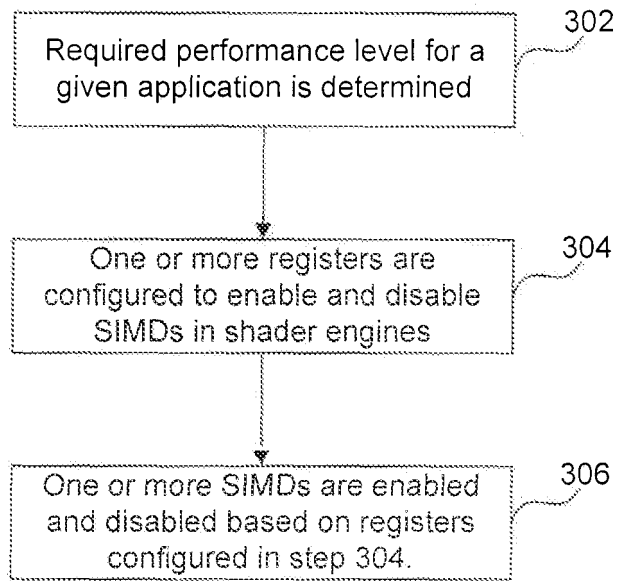 302
Required performance level for a
given application is determined
304
One or more registers are
configured to enable and disable
SIMDs in shader engines
306
One or more SIMDs are enabled
and disabled based on registers
configured in step 304.